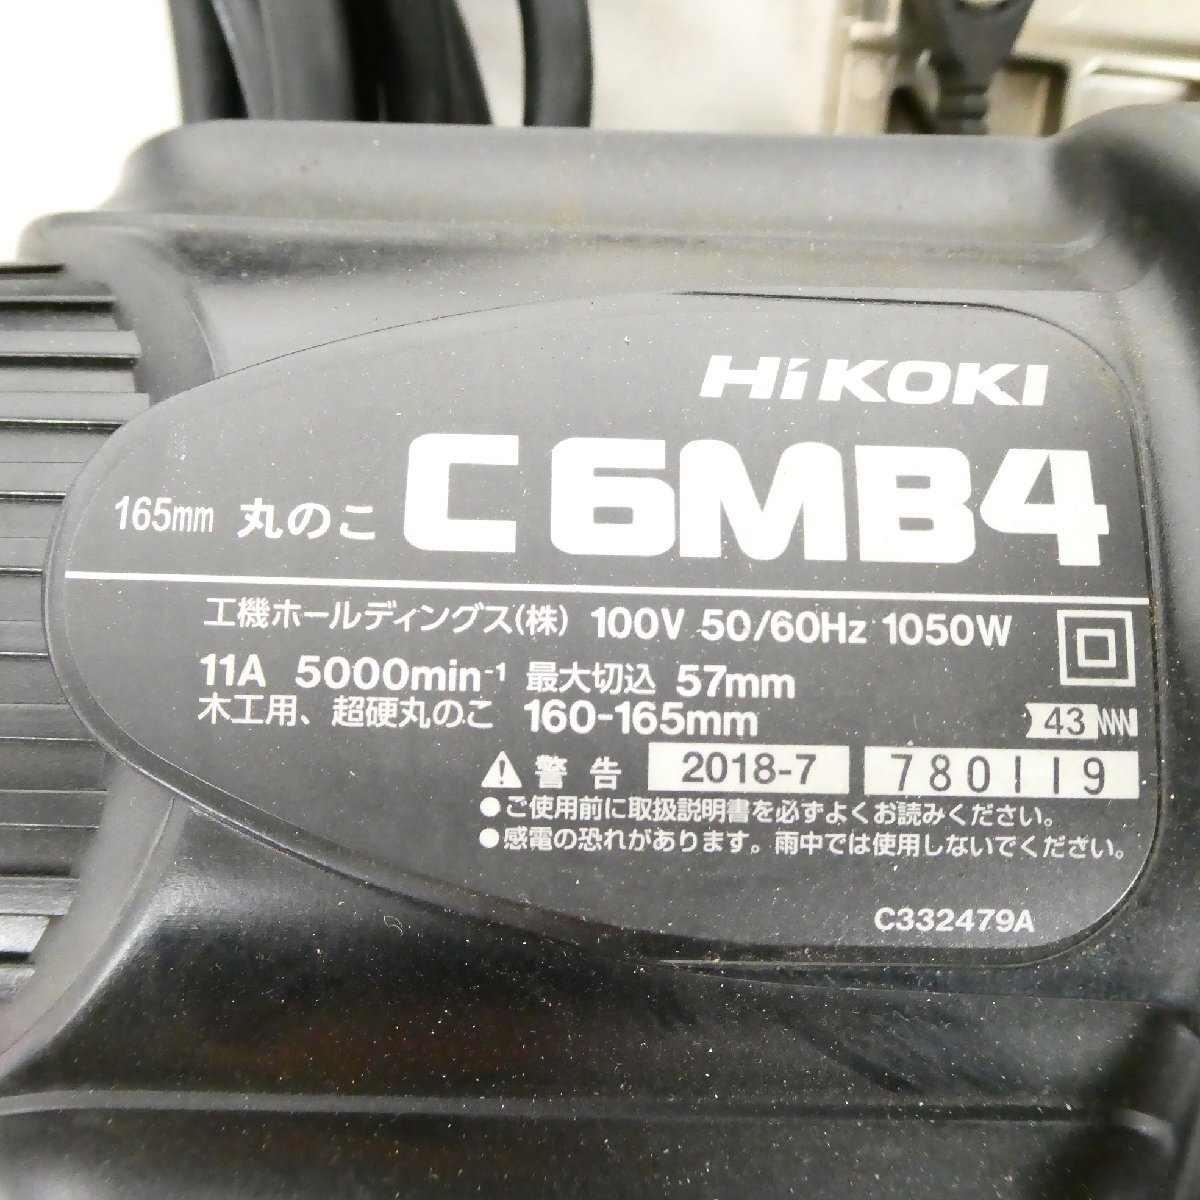 HiKOKI
165mm 丸のこ C6MB4
工機ホールディングス(株) 100V 50/60Hz 1050W
11A 5000min⁻¹ 最大切込 57mm
木工用、超硬丸のこ 160-165mm
43
警告 2018-7 780119
●ご使用前に取扱説明書を必ずよくお読みください。
●感電の恐れがあります。雨中では使用しないでください。
C332479A